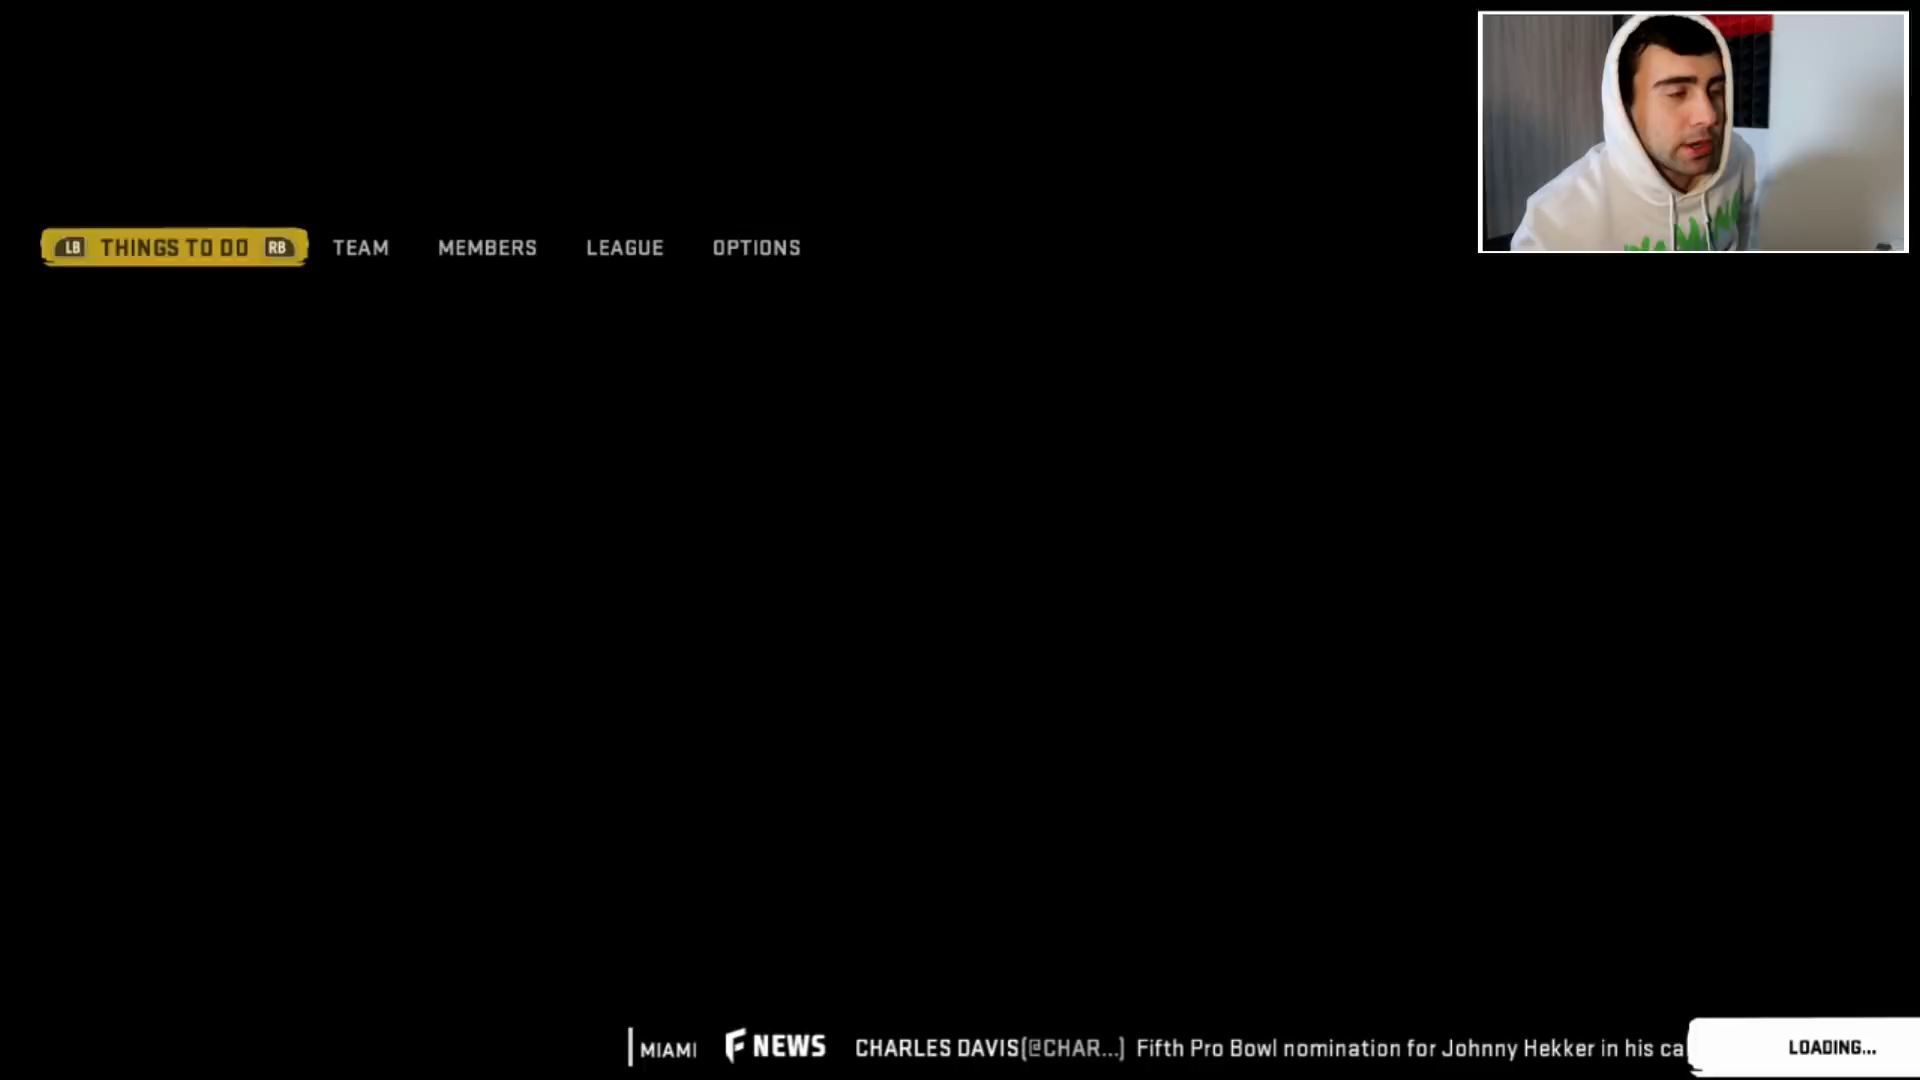 LB THINGS TO DO RB TEAM MEMBERS LEAGUE OPTIONS
MIAMI F NEWS CHARLES DAVIS(@CHAR...) Fifth Pro Bowl nomination for Johnny Hekker in his ca LOADING...